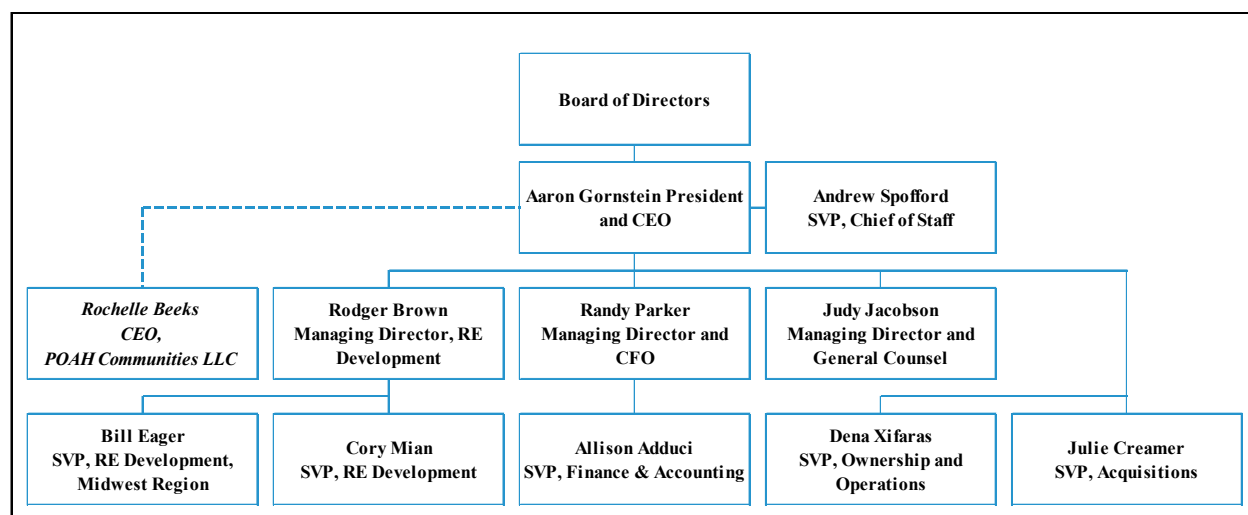 Board of Directors
Aaron Gornstein President
and CEO
Andrew Spofford
SVP, Chief of Staff
Rochelle Beeks
CEO,
POAH Communities LLC
Rodger Brown
Managing Director, RE
Development
Randy Parker
Managing Director and
CFO
Judy Jacobson
Managing Director and
General Counsel
Bill Eager
SVP, RE Development,
Midwest Region
Cory Mian
SVP, RE Development
Allison Adduci
SVP, Finance & Accounting
Dena Xifaras
SVP, Ownership and
Operations
Julie Creamer
SVP, Acquisitions